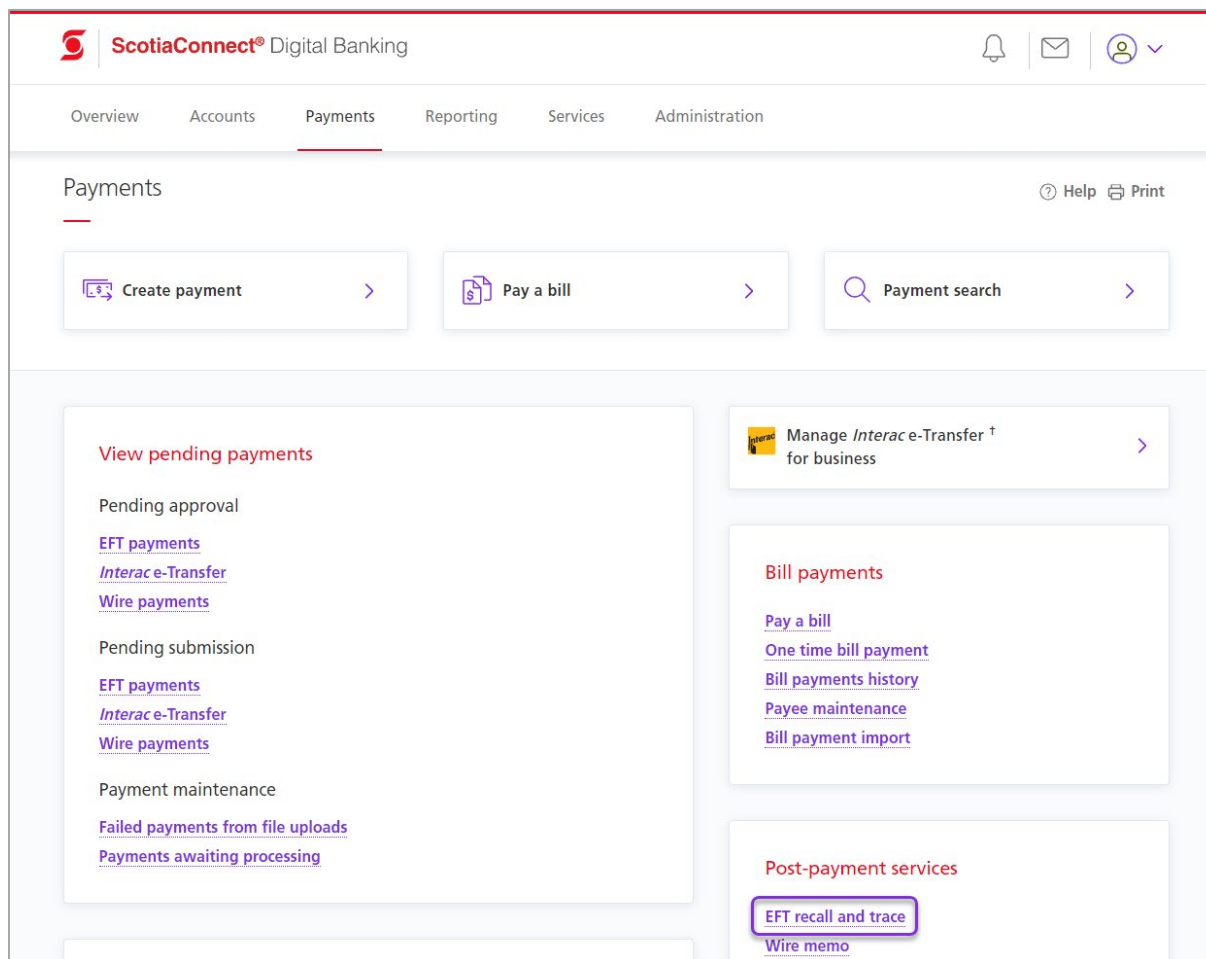 ScotiaConnect® Digital Banking
Overview Accounts Payments Reporting Services Administration
Payments
Help Print
Create payment
Pay a bill
Payment search
View pending payments
Pending approval
EFT payments
Interac e-Transfer
Wire payments
Pending submission
EFT payments
Interac e-Transfer
Wire payments
Payment maintenance
Failed payments from file uploads
Payments awaiting processing
Interac
Manage Interac e-Transfer †
for business
Bill payments
Pay a bill
One time bill payment
Bill payments history
Payee maintenance
Bill payment import
Post-payment services
EFT recall and trace
Wire memo